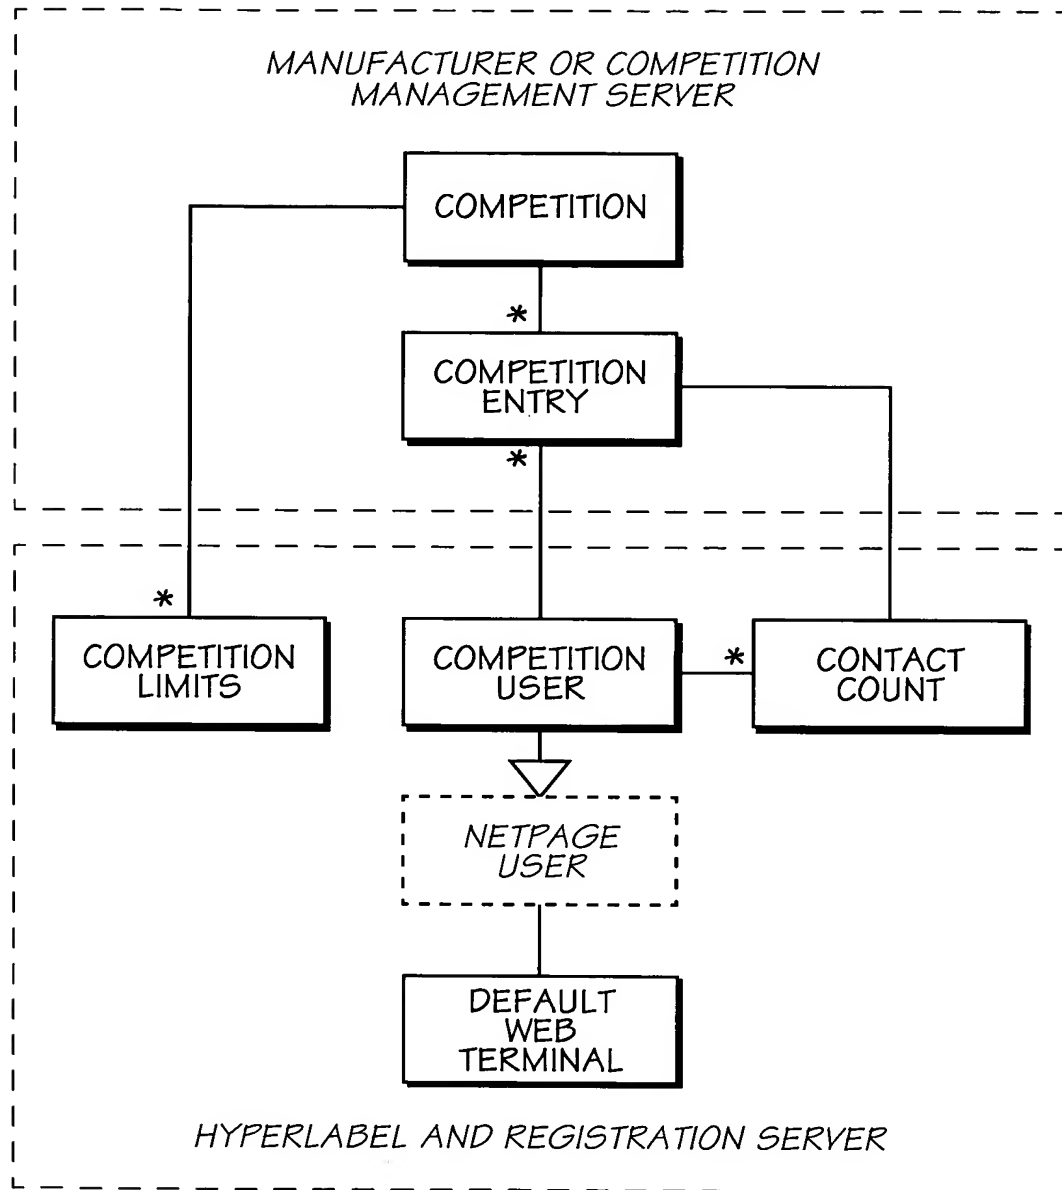 MANUFACTURER OR COMPETITION
MANAGEMENT SERVER
COMPETITION
*
COMPETITION
ENTRY
*
*
COMPETITION
LIMITS
COMPETITION
USER
*
CONTACT
COUNT
NETPAGE
USER
DEFAULT
WEB
TERMINAL
HYPERLABEL AND REGISTRATION SERVER